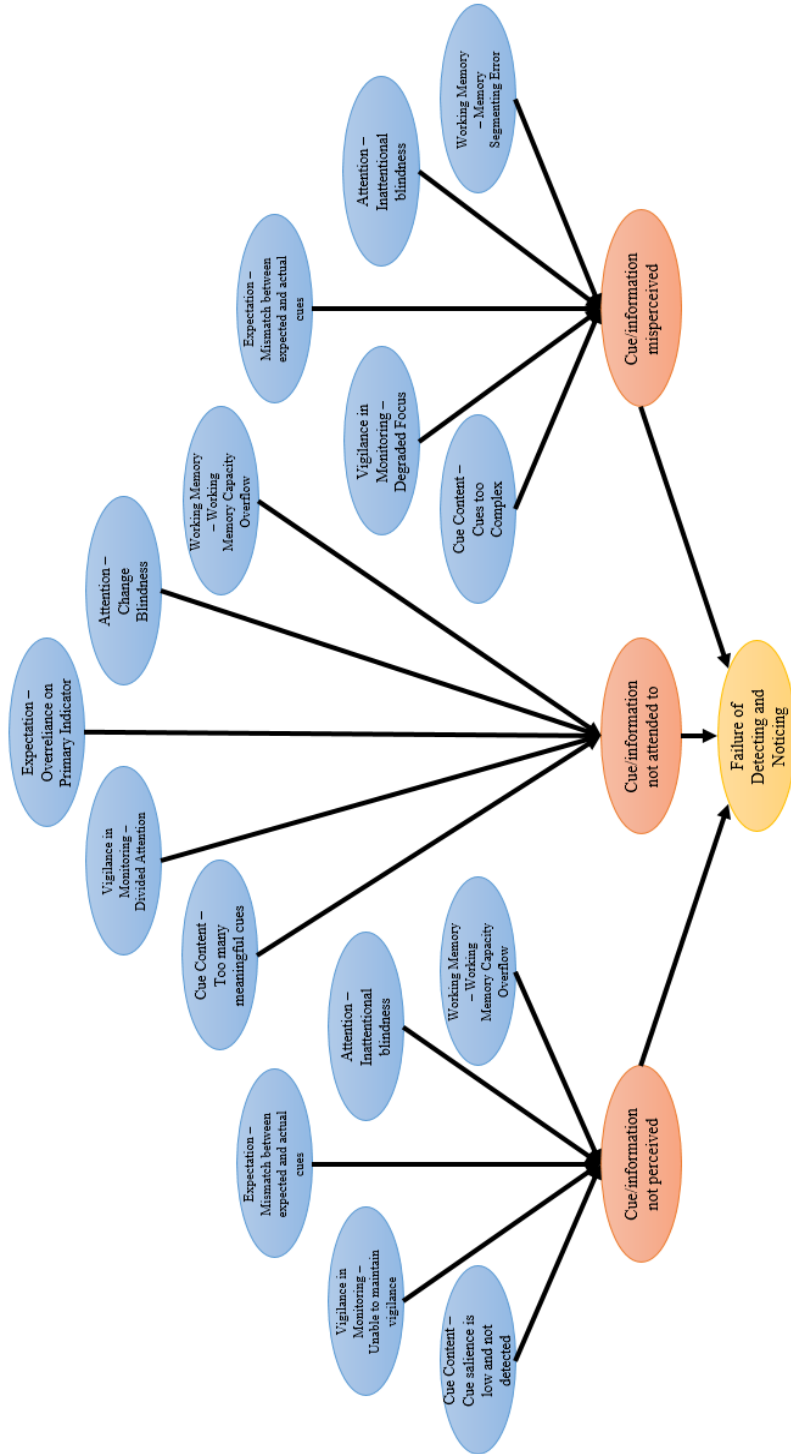 Cue Content –
Cue salience is
low and not
detected
Vigilance in
Monitoring –
Unable to maintain
vigilance
Expectation –
Mismatch between
expected and actual
cues
Attention –
Inattentional
blindness
Working Memory
– Working
Memory Capacity
Overflow
Cue Content –
Too many
meaningful cues
Vigilance in
Monitoring –
Divided Attention
Expectation –
Overreliance on
Primary Indicator
Attention –
Change
Blindness
Working Memory
– Working
Memory Capacity
Overflow
Cue Content –
Cues too
Complex
Vigilance in
Monitoring –
Degraded Focus
Expectation –
Mismatch between
expected and actual
cues
Attention –
Inattentional
blindness
Working Memory
– Memory
Segmenting Error
Cue/information
not perceived
Cue/information
not attended to
Cue/information
misperceived
Failure of
Detecting and
Noticing